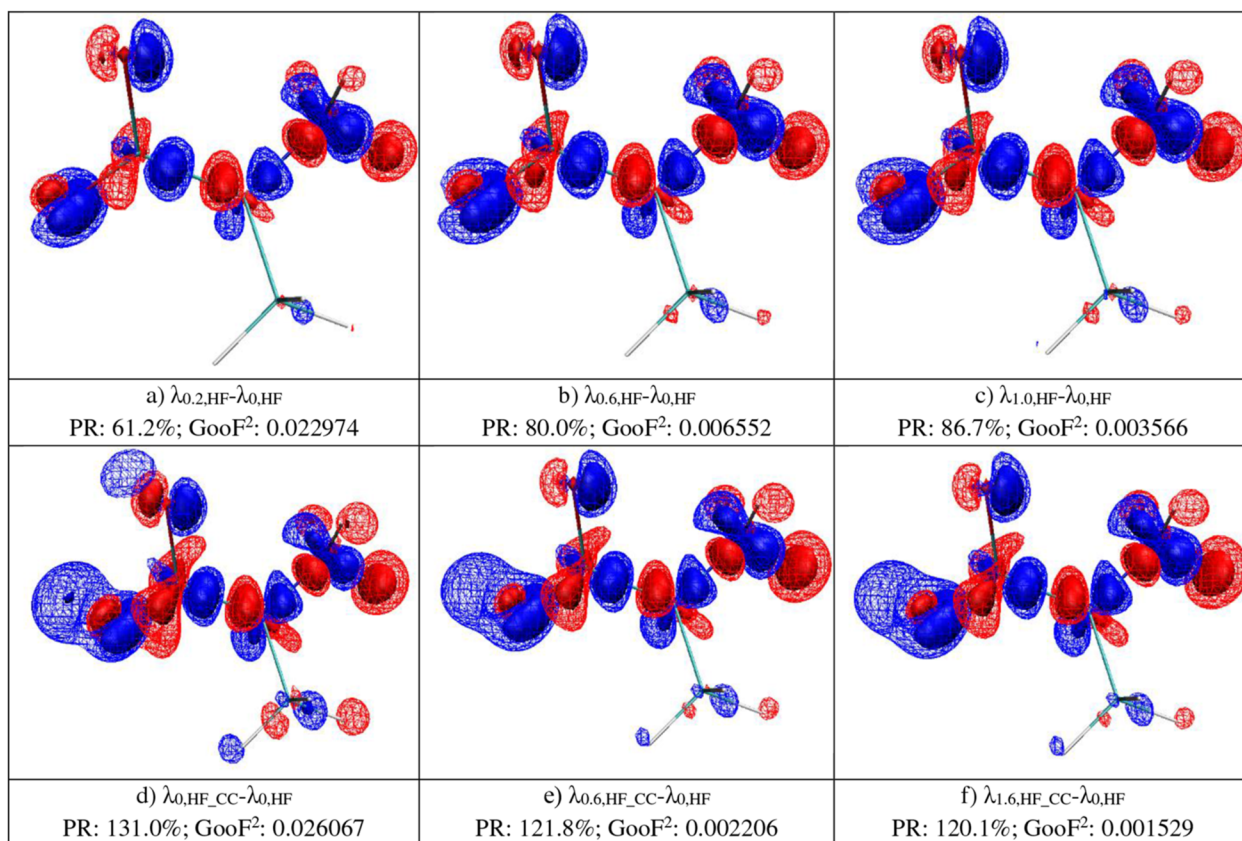 a) λ0.2,HF-λ0,HF
PR: 61.2%; GooF²: 0.022974
b) λ0.6,HF-λ0,HF
PR: 80.0%; GooF²: 0.006552
c) λ1.0,HF-λ0,HF
PR: 86.7%; GooF²: 0.003566
d) λ0,HF_CC-λ0,HF
PR: 131.0%; GooF²: 0.026067
e) λ0.6,HF_CC-λ0,HF
PR: 121.8%; GooF²: 0.002206
f) λ1.6,HF_CC-λ0,HF
PR: 120.1%; GooF²: 0.001529